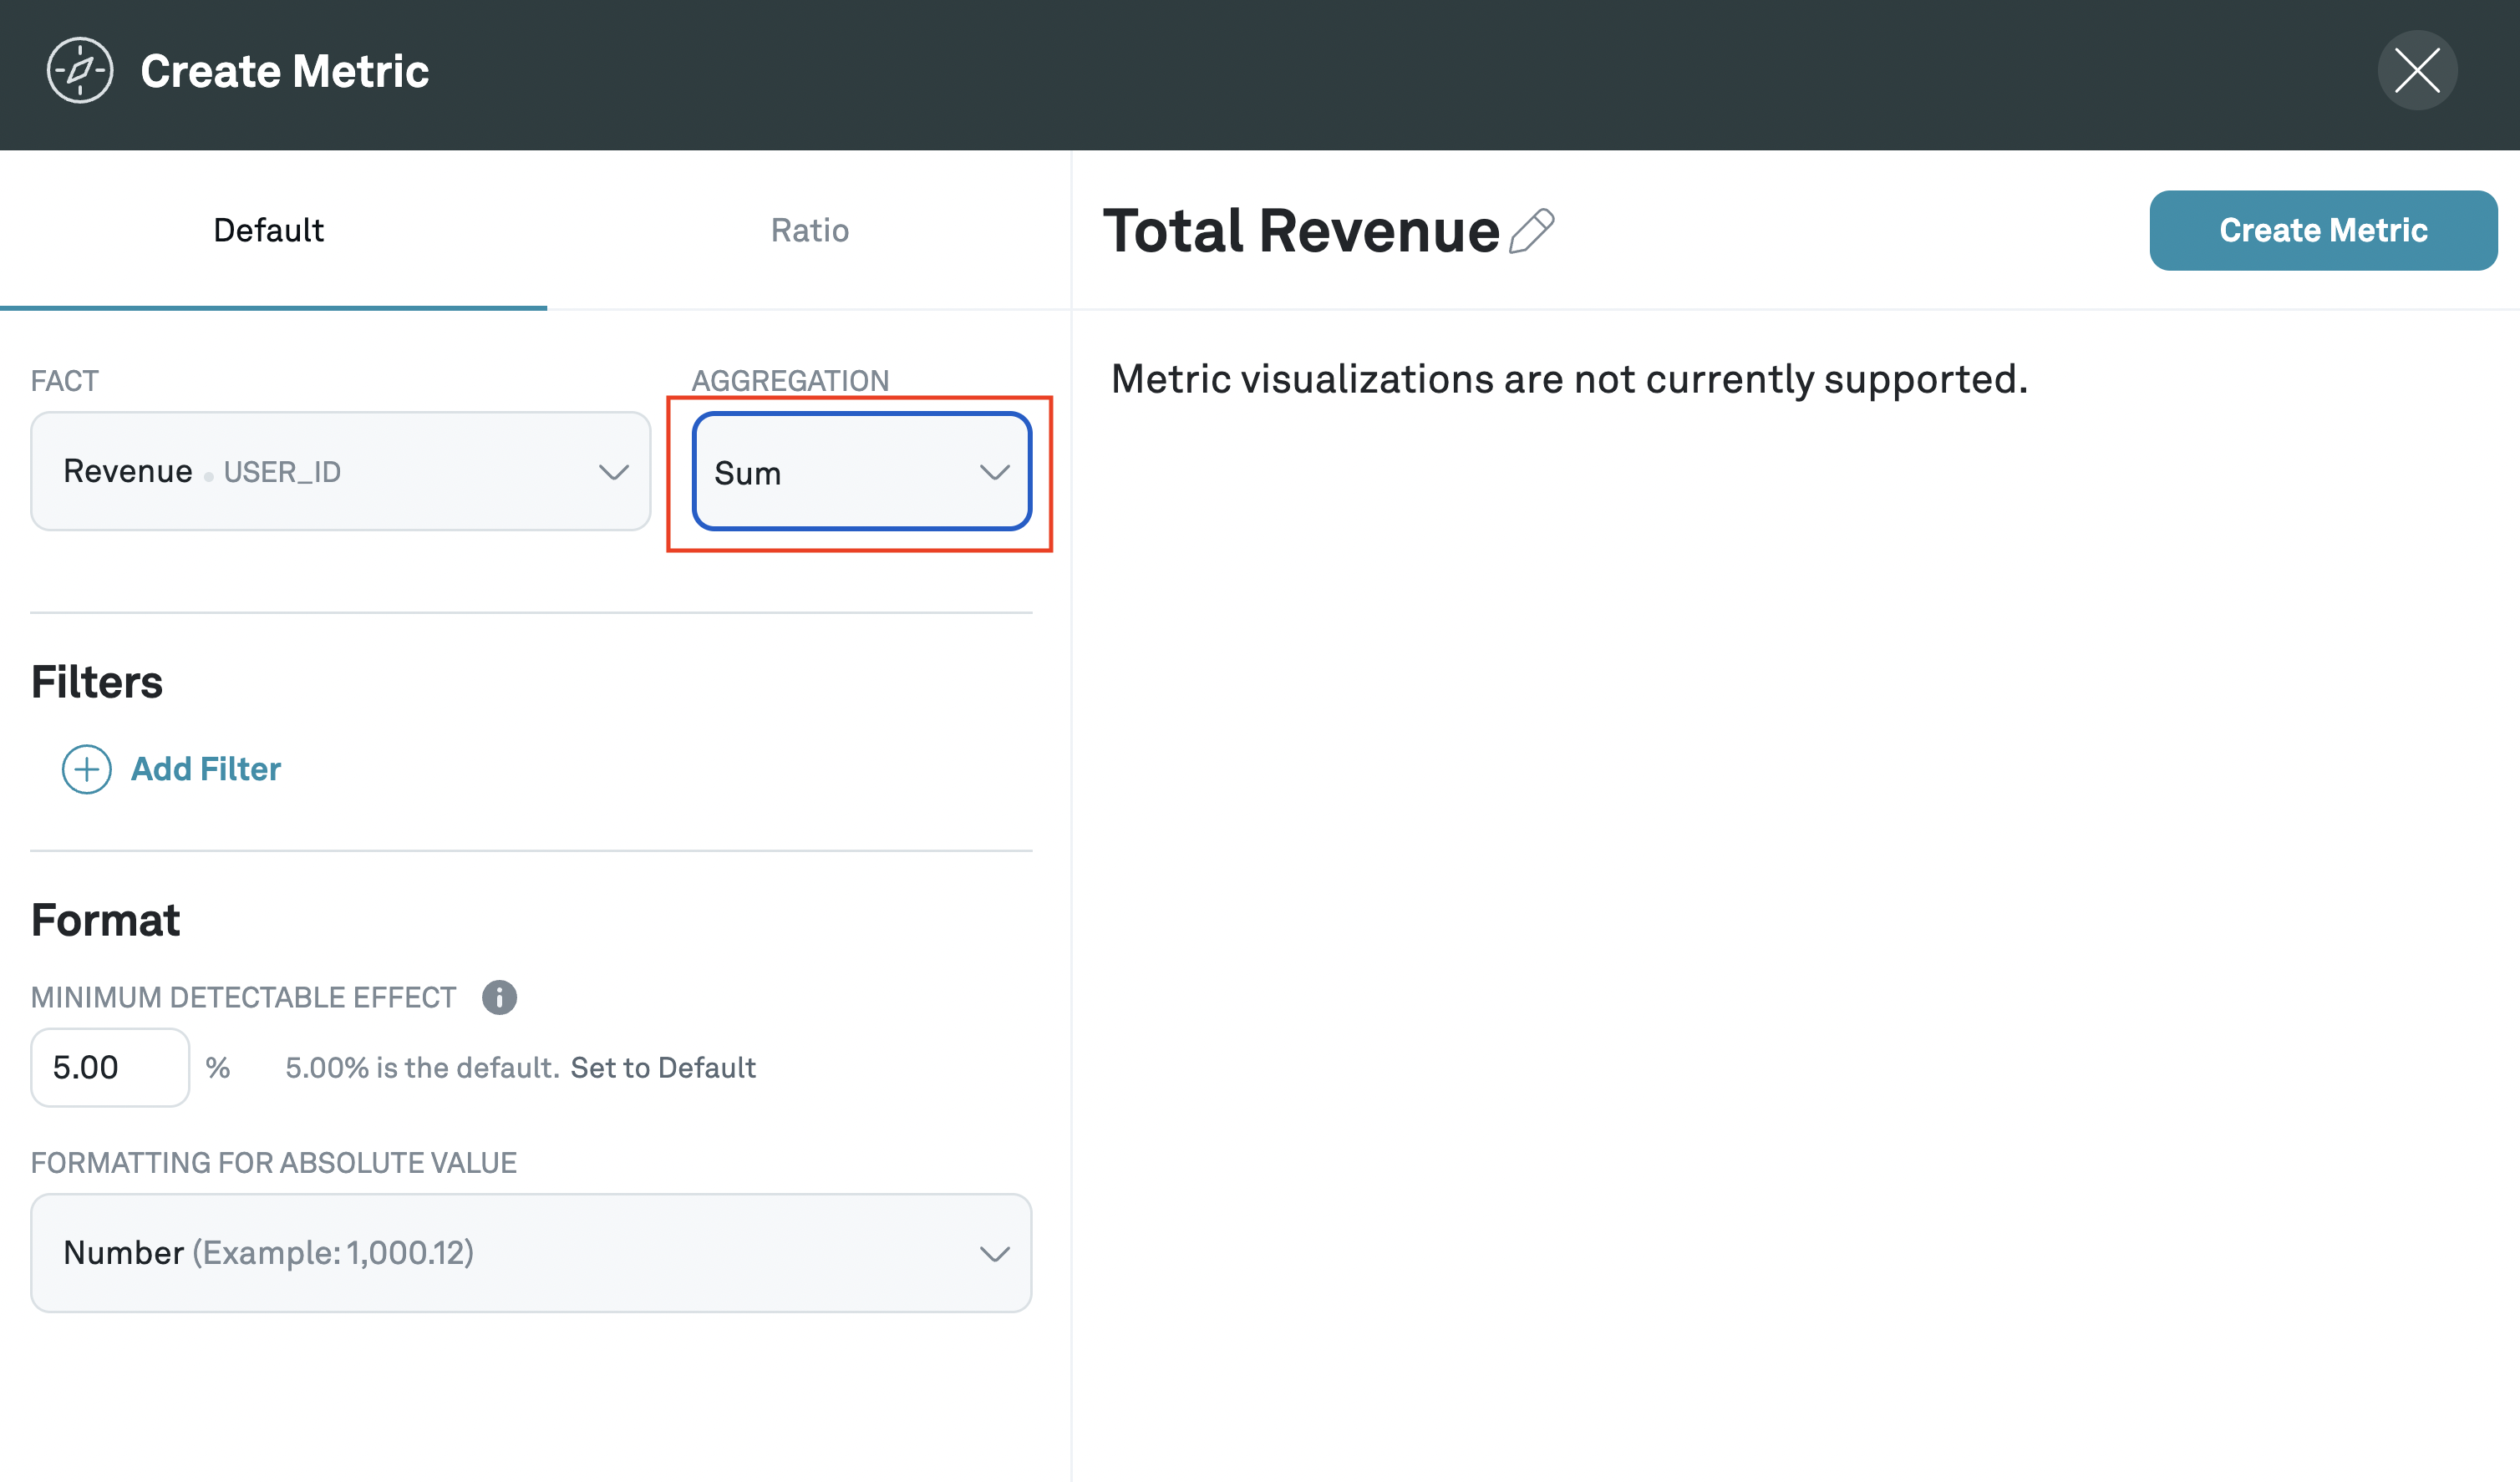 Create Metric
Default
Ratio
Total Revenue
Create Metric
FACT
AGGREGATION
Metric visualizations are not currently supported.
Revenue • USER_ID
Sum
Filters
Add Filter
Format
MINIMUM DETECTABLE EFFECT
5.00 % 5.00% is the default. Set to Default
FORMATTING FOR ABSOLUTE VALUE
Number (Example: 1,000.12)